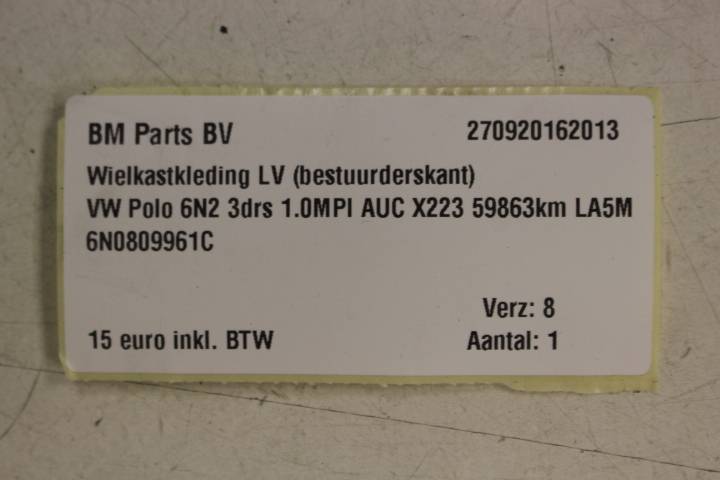 BM Parts BV 270920162013
Wielkastkleding LV (bestuurderskant)
VW Polo 6N2 3drs 1.0MPI AUC X223 59863km LA5M
6N0809961C
Verz: 8
15 euro inkl. BTW Aantal: 1